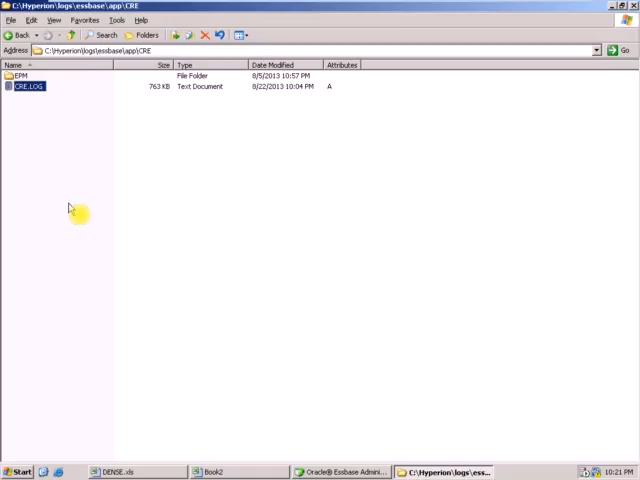 C:\Hyperion\logs\essbase\app\CRE
File Edit View Favorites Tools Help
Back Search Folders
Address C:\Hyperion\logs\essbase\app\CRE Go
Name Size Type Date Modified Attributes
EPM File Folder 8/5/2013 10:57 PM
CRE.LOG 763 KB Text Document 8/22/2013 10:04 PM A
Start DENSE.xls Book2 Oracle® Essbase Admini... C:\Hyperion\logs\ess... 10:21 PM